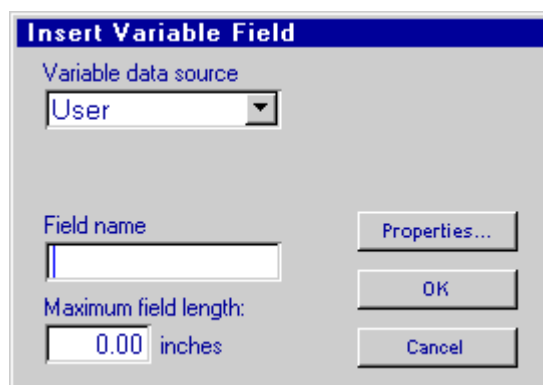 Insert Variable Field
Variable data source
User
Field name
Properties...
OK
Maximum field length:
0.00 inches
Cancel